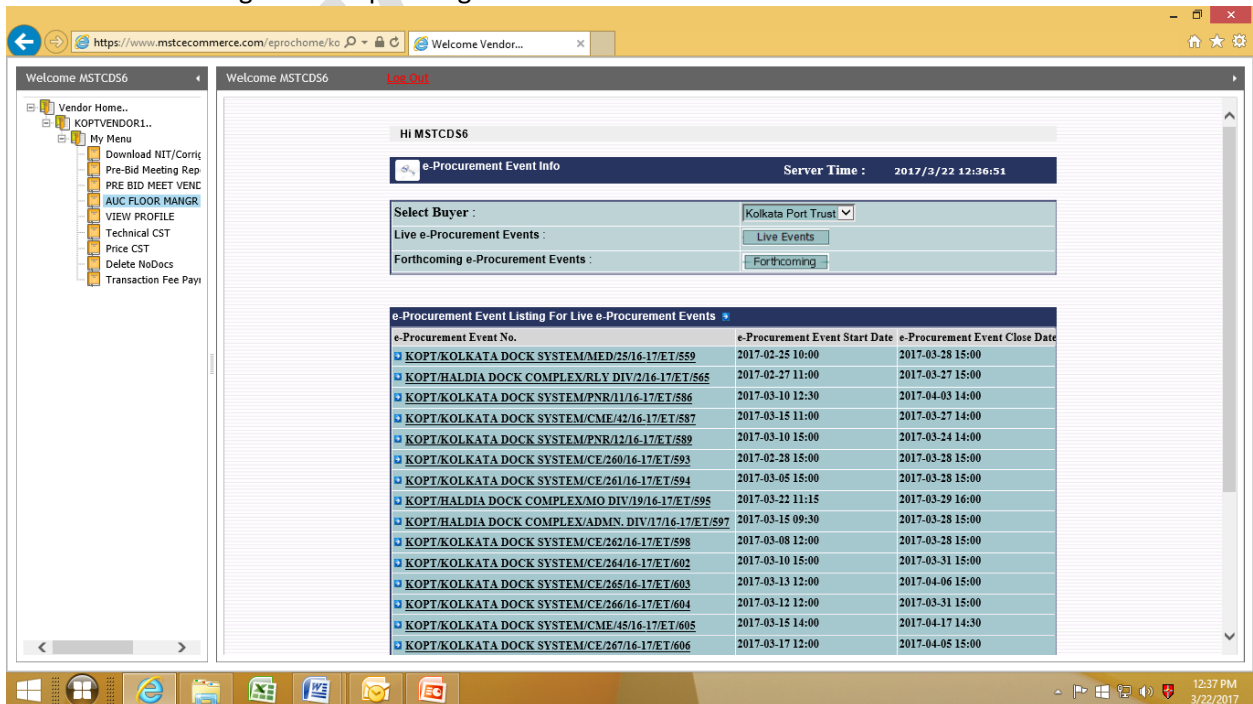 https://www.mstcecommerce.com/eprochome/ko
Welcome Vendor...
Welcome MSTCDS6
Welcome MSTCDS6 Log Out
Vendor Home..
KOPTVENDOR1..
My Menu
Download NIT/Corrig
Pre-Bid Meeting Rep
PRE BID MEET VEND
AUC FLOOR MANGR
VIEW PROFILE
Technical CST
Price CST
Delete NoDocs
Transaction Fee Payı
Hi MSTCDS6
e-Procurement Event Info Server Time : 2017/3/22 12:36:51
Select Buyer : Kolkata Port Trust
Live e-Procurement Events : Live Events
Forthcoming e-Procurement Events : Forthcoming
e-Procurement Event Listing For Live e-Procurement Events
e-Procurement Event No. e-Procurement Event Start Date e-Procurement Event Close Date
KOPT/KOLKATA DOCK SYSTEM/MED/25/16-17/ET/559 2017-02-25 10:00 2017-03-28 15:00
KOPT/HALDIA DOCK COMPLEX/RLY DIV/2/16-17/ET/565 2017-02-27 11:00 2017-03-27 15:00
KOPT/KOLKATA DOCK SYSTEM/PNR/11/16-17/ET/586 2017-03-10 12:30 2017-04-03 14:00
KOPT/KOLKATA DOCK SYSTEM/CME/42/16-17/ET/587 2017-03-15 11:00 2017-03-27 14:00
KOPT/KOLKATA DOCK SYSTEM/PNR/12/16-17/ET/589 2017-03-10 15:00 2017-03-24 14:00
KOPT/KOLKATA DOCK SYSTEM/CE/260/16-17/ET/593 2017-02-28 15:00 2017-03-28 15:00
KOPT/KOLKATA DOCK SYSTEM/CE/261/16-17/ET/594 2017-03-05 15:00 2017-03-28 15:00
KOPT/HALDIA DOCK COMPLEX/MO DIV/19/16-17/ET/595 2017-03-22 11:15 2017-03-29 16:00
KOPT/HALDIA DOCK COMPLEX/ADMN. DIV/17/16-17/ET/597 2017-03-15 09:30 2017-03-28 15:00
KOPT/KOLKATA DOCK SYSTEM/CE/262/16-17/ET/598 2017-03-08 12:00 2017-03-28 15:00
KOPT/KOLKATA DOCK SYSTEM/CE/264/16-17/ET/602 2017-03-10 15:00 2017-03-31 15:00
KOPT/KOLKATA DOCK SYSTEM/CE/265/16-17/ET/603 2017-03-13 12:00 2017-04-06 15:00
KOPT/KOLKATA DOCK SYSTEM/CE/266/16-17/ET/604 2017-03-12 12:00 2017-03-31 15:00
KOPT/KOLKATA DOCK SYSTEM/CME/45/16-17/ET/605 2017-03-15 14:00 2017-04-17 14:30
KOPT/KOLKATA DOCK SYSTEM/CE/267/16-17/ET/606 2017-03-17 12:00 2017-04-05 15:00
12:37 PM
3/22/2017